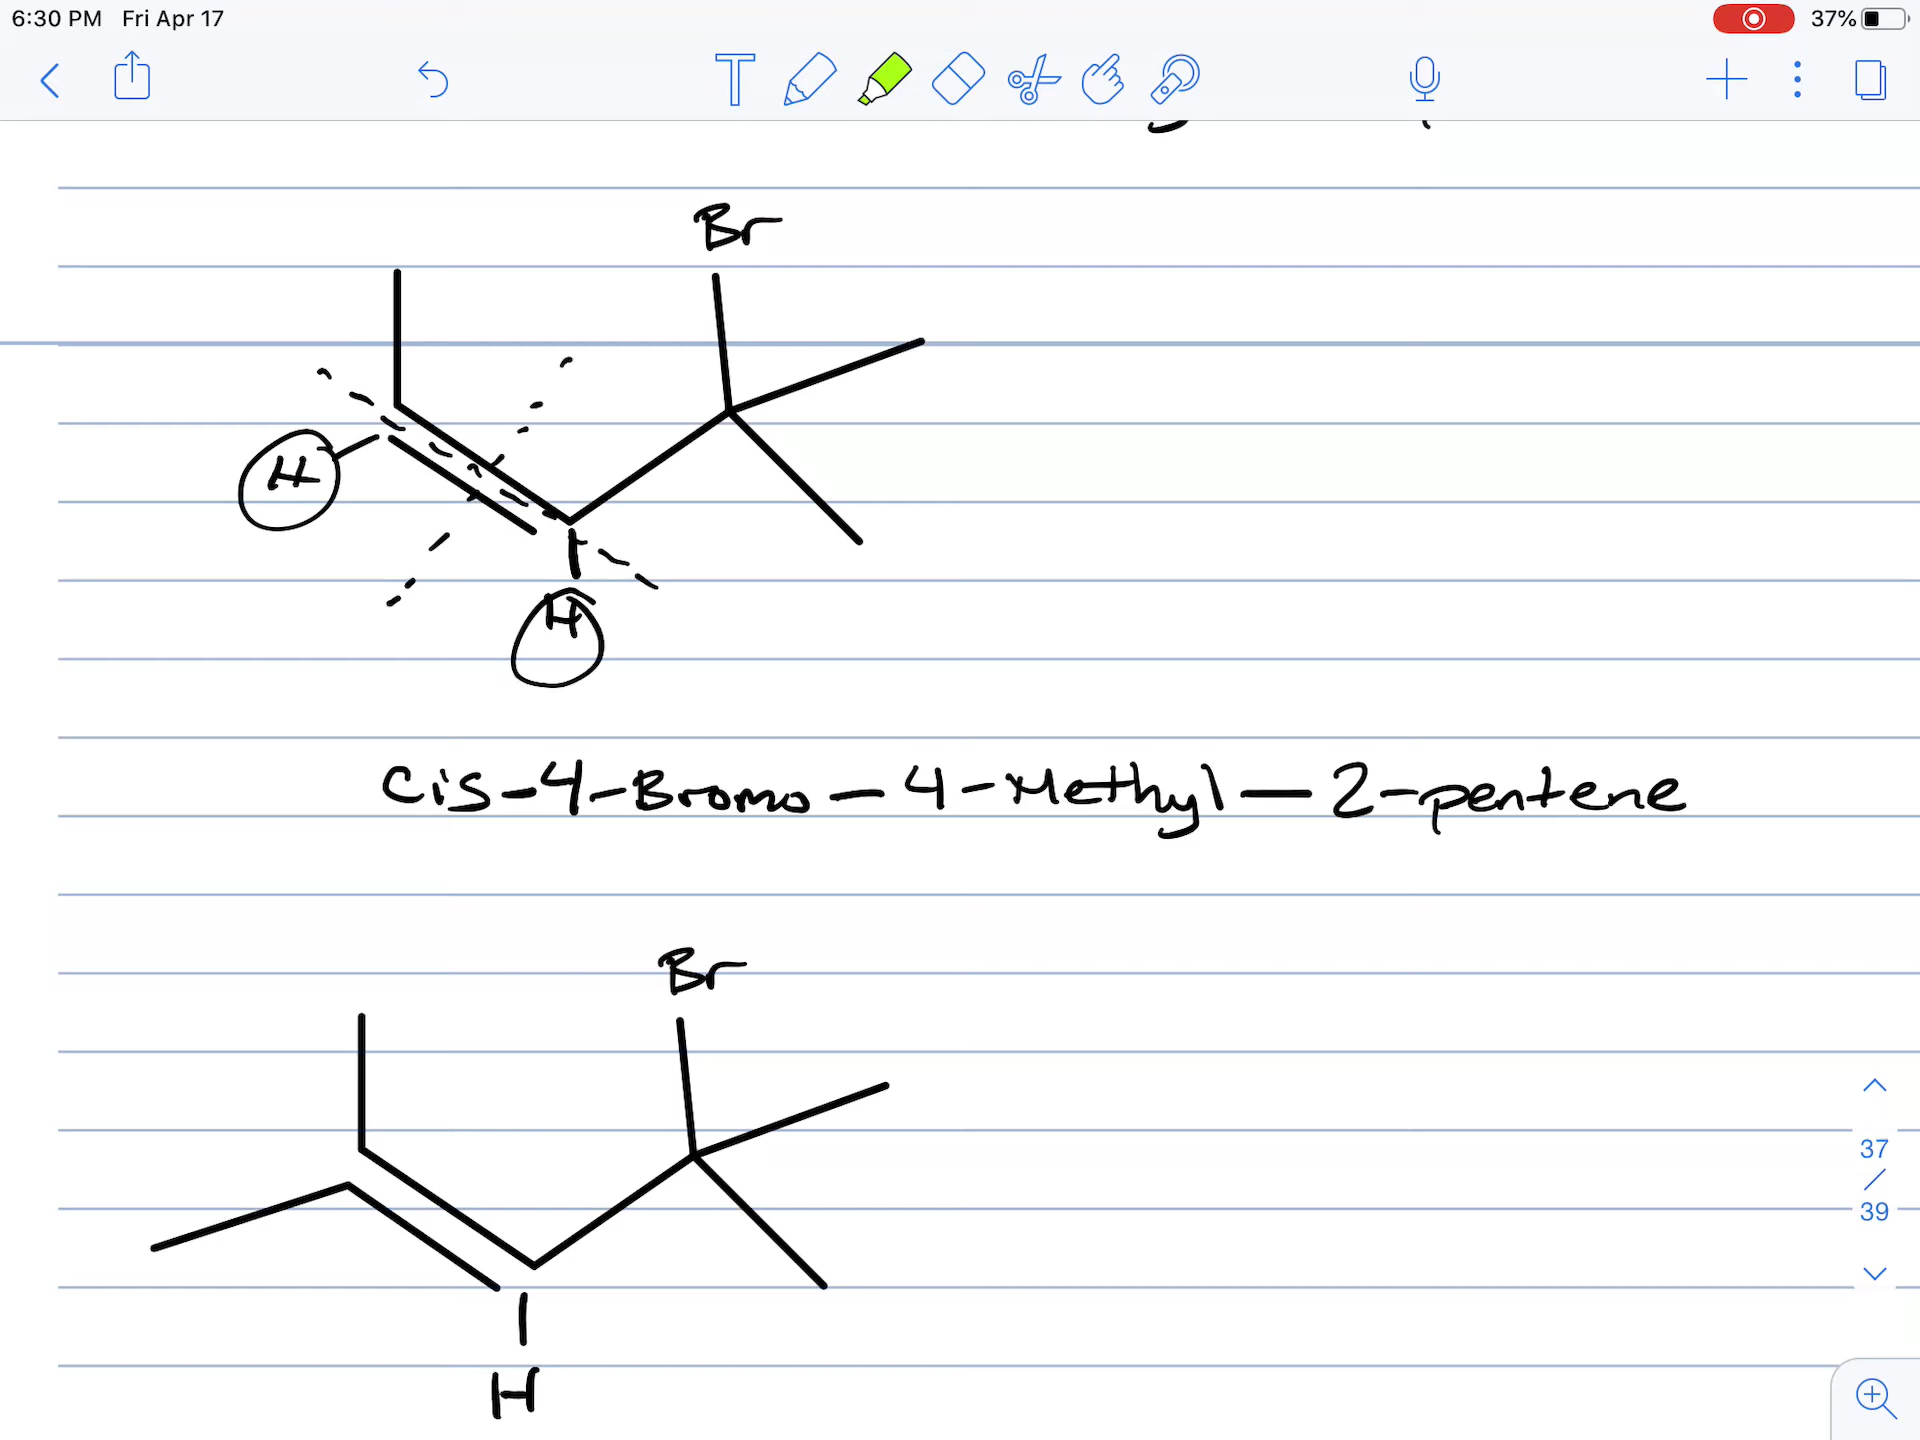 6:30 PM Fri Apr 17
37%
T
Br
H
H
Cis-4-Bromo-4-Methyl-2-pentene
Br
37
/
39
H